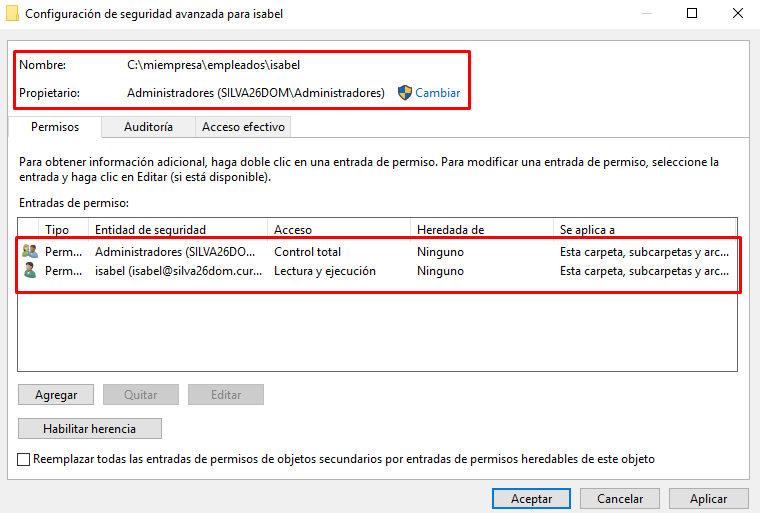 Configuración de seguridad avanzada para isabel
Nombre: C:\miempresa\empleados\isabel
Propietario: Administradores (SILVA26DOM\Administradores) Cambiar
Permisos Auditoría Acceso efectivo
Para obtener información adicional, haga doble clic en una entrada de permiso. Para modificar una entrada de permiso, seleccione la
entrada y haga clic en Editar (si está disponible).
Entradas de permiso:
Tipo Entidad de seguridad Acceso Heredada de Se aplica a
Perm... Administradores (SILVA26DO... Control total Ninguno Esta carpeta, subcarpetas y arc...
Perm... isabel (isabel@silva26dom.cur... Lectura y ejecución Ninguno Esta carpeta, subcarpetas y arc...
Agregar Quitar Editar
Habilitar herencia
Reemplazar todas las entradas de permisos de objetos secundarios por entradas de permisos heredables de este objeto
Aceptar Cancelar Aplicar